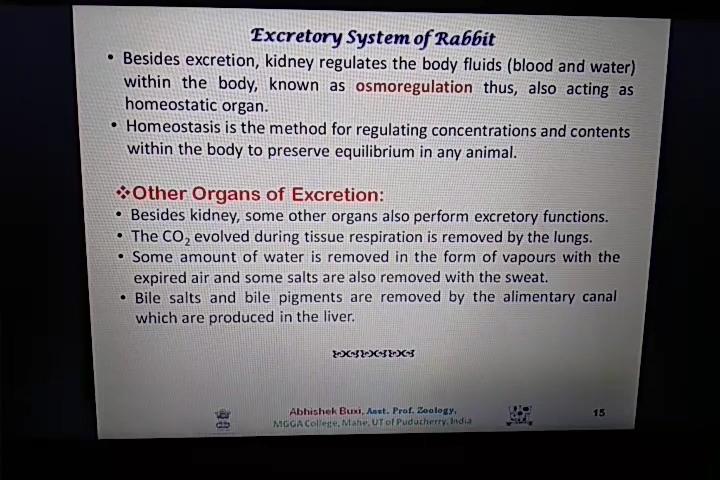 Excretory System of Rabbit
• Besides excretion, kidney regulates the body fluids (blood and water)
within the body, known as osmoregulation thus, also acting as
homeostatic organ.
• Homeostasis is the method for regulating concentrations and contents
within the body to preserve equilibrium in any animal.
❖Other Organs of Excretion:
• Besides kidney, some other organs also perform excretory functions.
• The CO₂ evolved during tissue respiration is removed by the lungs.
• Some amount of water is removed in the form of vapours with the
expired air and some salts are also removed with the sweat.
• Bile salts and bile pigments are removed by the alimentary canal
which are produced in the liver.
Abhishek Buxi, Asst. Prof. Zoology,
MGGA College, Mahe, UT of Puducherry, India
15